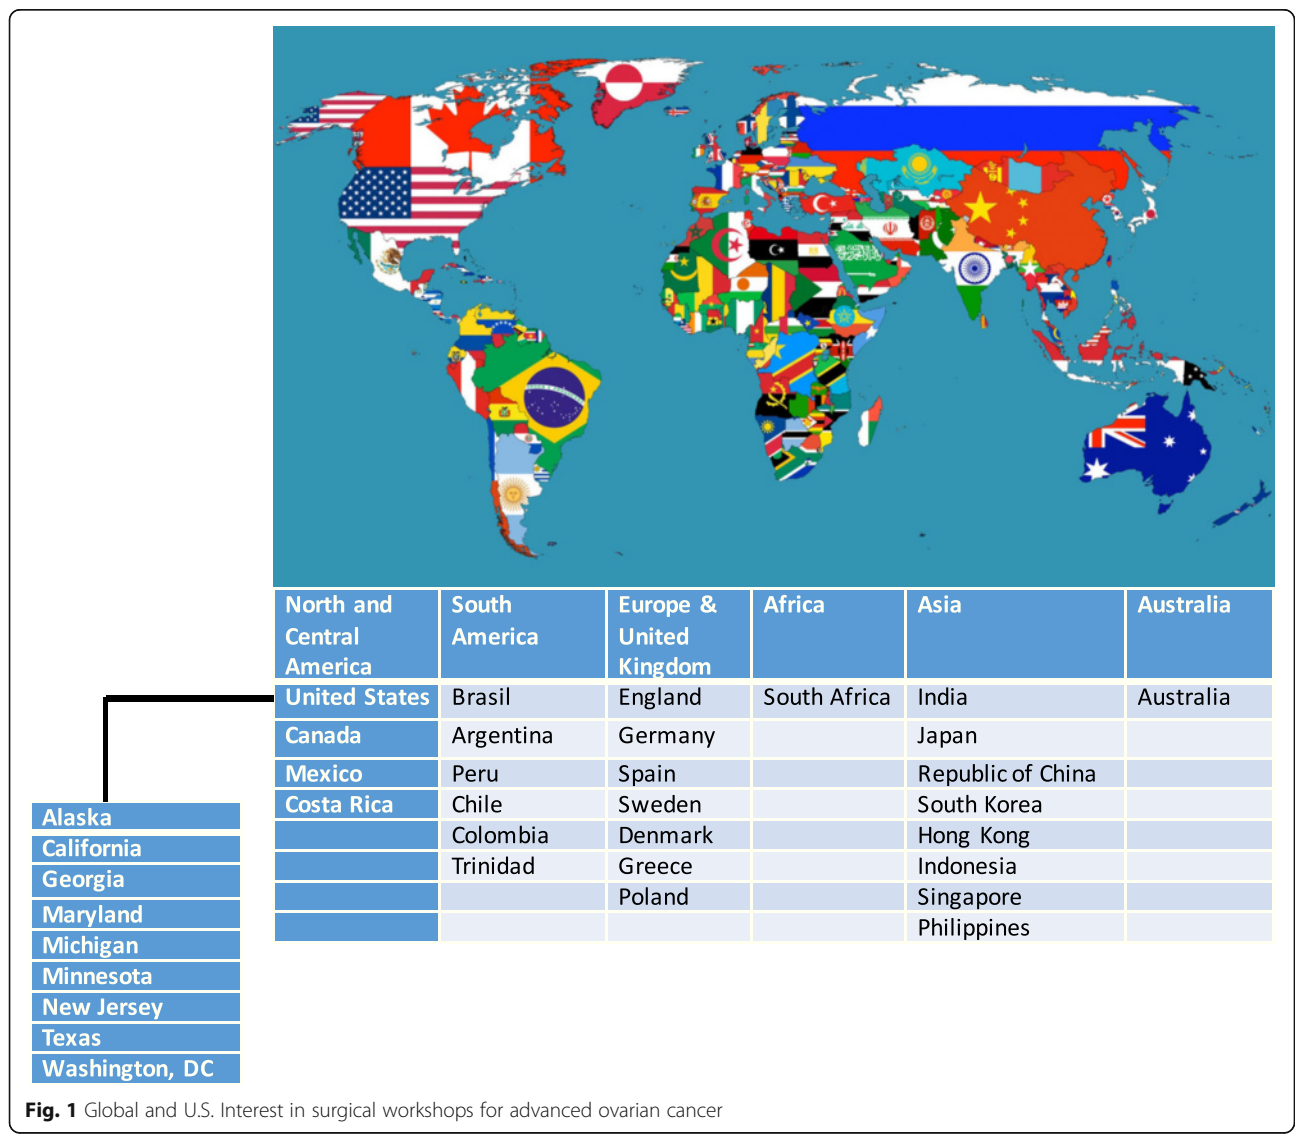 North and
Central
America
South
America
Europe &
United
Kingdom
Africa
Asia
Australia
United States
Brasil
England
South Africa
India
Australia
Canada
Argentina
Germany
Japan
Mexico
Peru
Spain
Republic of China
Costa Rica
Chile
Sweden
South Korea
Colombia
Denmark
Hong Kong
Trinidad
Greece
Indonesia
Poland
Singapore
Philippines
Alaska
California
Georgia
Maryland
Michigan
Minnesota
New Jersey
Texas
Washington, DC
Fig. 1 Global and U.S. Interest in surgical workshops for advanced ovarian cancer